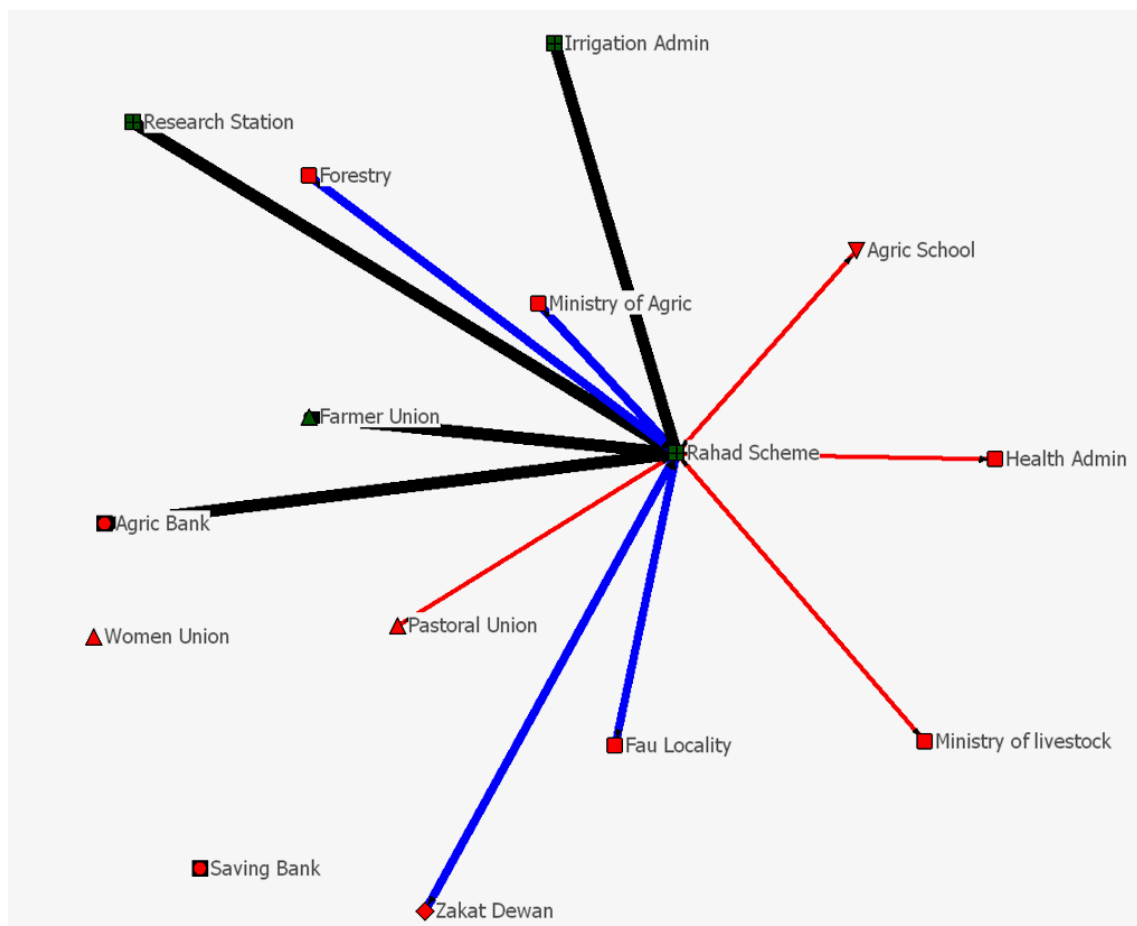 Irrigation Admin
Research Station
Forestry
Agric School
Ministry of Agric
Farmer Union
Rahad Scheme
Health Admin
Agric Bank
Pastoral Union
Women Union
Ministry of livestock
Fau Locality
Saving Bank
Zakat Dewan